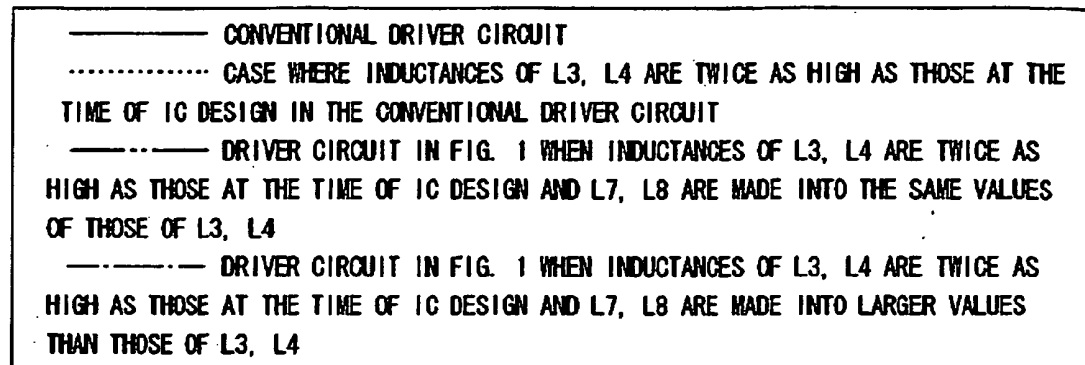 CONVENTIONAL DRIVER CIRCUIT
CASE WHERE INDUCTANCES OF L3, L4 ARE TWICE AS HIGH AS THOSE AT THE
TIME OF IC DESIGN IN THE CONVENTIONAL DRIVER CIRCUIT
DRIVER CIRCUIT IN FIG. 1 WHEN INDUCTANCES OF L3, L4 ARE TWICE AS
HIGH AS THOSE AT THE TIME OF IC DESIGN AND L7, L8 ARE MADE INTO THE SAME VALUES
OF THOSE OF L3, L4
DRIVER CIRCUIT IN FIG. 1 WHEN INDUCTANCES OF L3, L4 ARE TWICE AS
HIGH AS THOSE AT THE TIME OF IC DESIGN AND L7, L8 ARE MADE INTO LARGER VALUES
THAN THOSE OF L3, L4